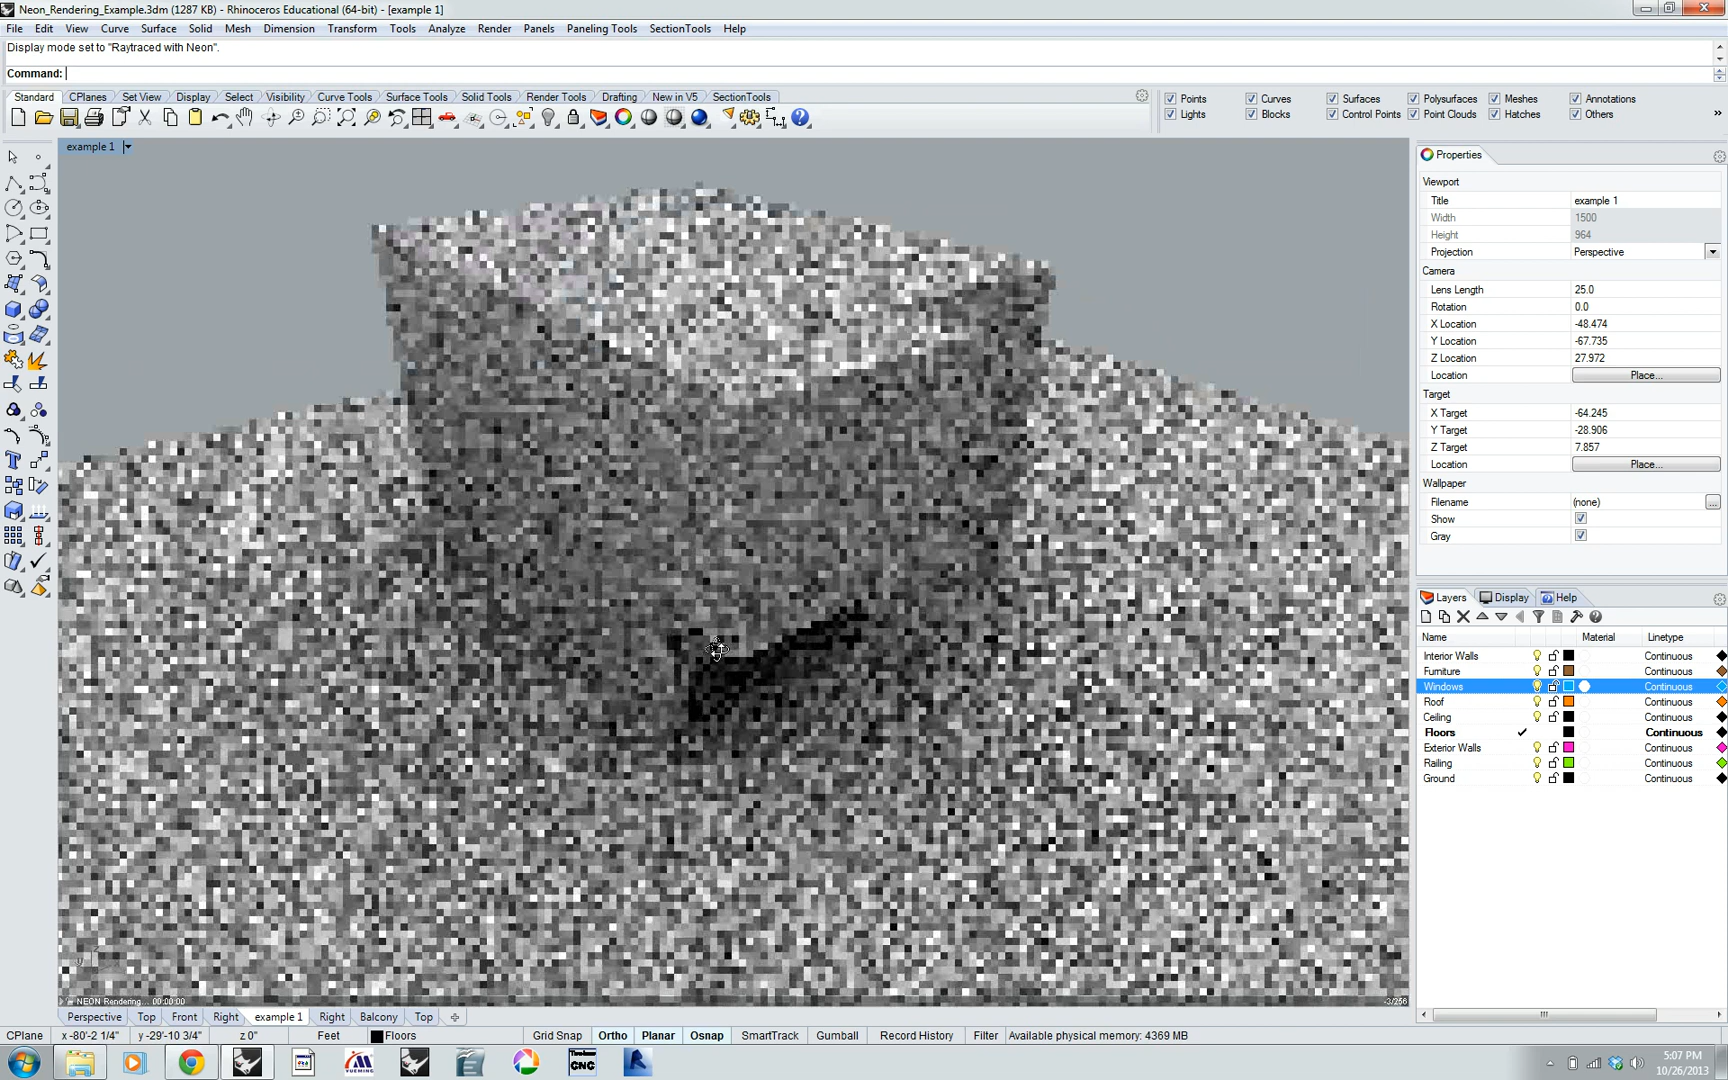 Neon_Rendering_Example.3dm (1287 KB) - Rhinoceros Educational (64-bit) - [example 1]
File Edit View Curve Surface Solid Mesh Dimension Transform Tools Analyze Render Panels Paneling Tools SectionTools Help
Display mode set to "Raytraced with Neon".
Command:
Standard CPlanes Set View Display Select Visibility Curve Tools Surface Tools Solid Tools Render Tools Drafting New in V5 SectionTools
Points Curves Surfaces Polysurfaces Meshes Annotations
Lights Blocks Control Points Point Clouds Hatches Others
example 1
Properties
Viewport
Title example 1
Width 1500
Height 964
Projection Perspective
Camera
Lens Length 25.0
Rotation 0.0
X Location -48.474
Y Location -67.735
Z Location 27.972
Location Place...
Target
X Target -64.245
Y Target -28.906
Z Target 7.857
Location Place...
Wallpaper
Filename (none) ...
Show
Gray
Layers Display Help
Name Material Linetype
Interior Walls Continuous
Furniture Continuous
Windows Continuous
Roof Continuous
Ceiling Continuous
Floors Continuous
Exterior Walls Continuous
Railing Continuous
Ground Continuous
NEON Rendering... 00:00:00
-3/256
Perspective Top Front Right example 1 Right Balcony Top
CPlane x -80'-2 1/4" y -29'-10 3/4" z 0" Feet Floors Grid Snap Ortho Planar Osnap SmartTrack Gumball Record History Filter Available physical memory: 4369 MB
CNC
5:07 PM
10/26/2013